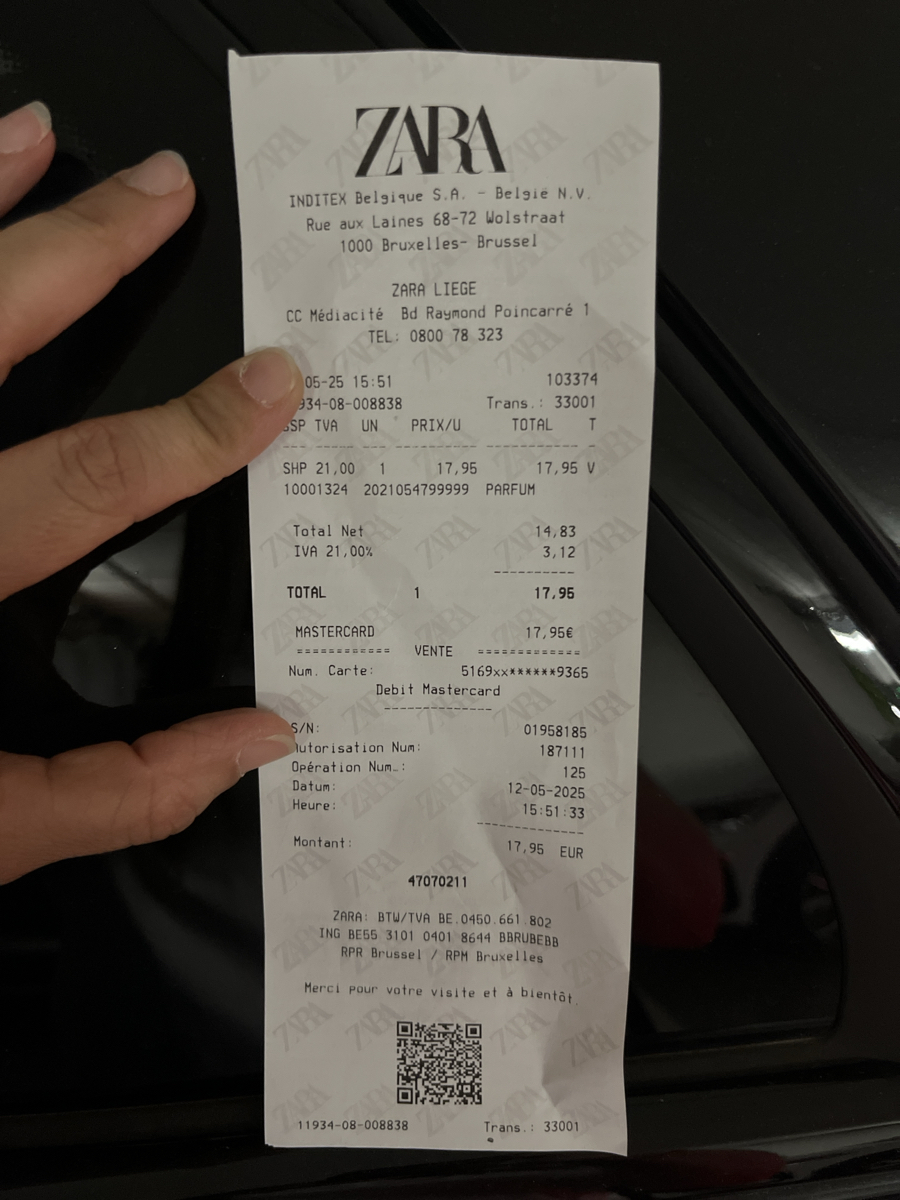 ZARA
INDITEX Belgique S.A. - België N.V.
Rue aux Laines 68-72 Wolstraat
1000 Bruxelles- Brussel
ZARA LIEGE
CC Médiacité Bd Raymond Poincarré 1
TEL: 0800 78 323
05-25 15:51 103374
934-08-008838 Trans.: 33001
TVA UN PRIX/U TOTAL T
SHP 21,00 1 17,95 17,95 V
10001324 2021054799999 PARFUM
Total Net 14,83
IVA 21,00% 3,12
TOTAL 1 17,95
MASTERCARD 17,95€
============ VENTE =============
Num. Carte: 5169xx******9365
Debit Mastercard
S/N: 01958185
utorisation Num: 187111
Opération Num.: 125
Datum: 12-05-2025
Heure: 15:51:33
Montant: 17,95 EUR
47070211
ZARA: BTW/TVA BE.0450.661.802
ING BE55 3101 0401 8644 BBRUBEBB
RPR Brussel / RPM Bruxelles
Merci pour votre visite et à bientôt.
11934-08-008838 Trans.: 33001